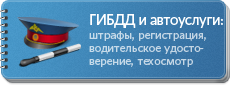 ГИБДД и автоуслуги:
штрафы, регистрация,
водительское удосто-
верение, техосмотр